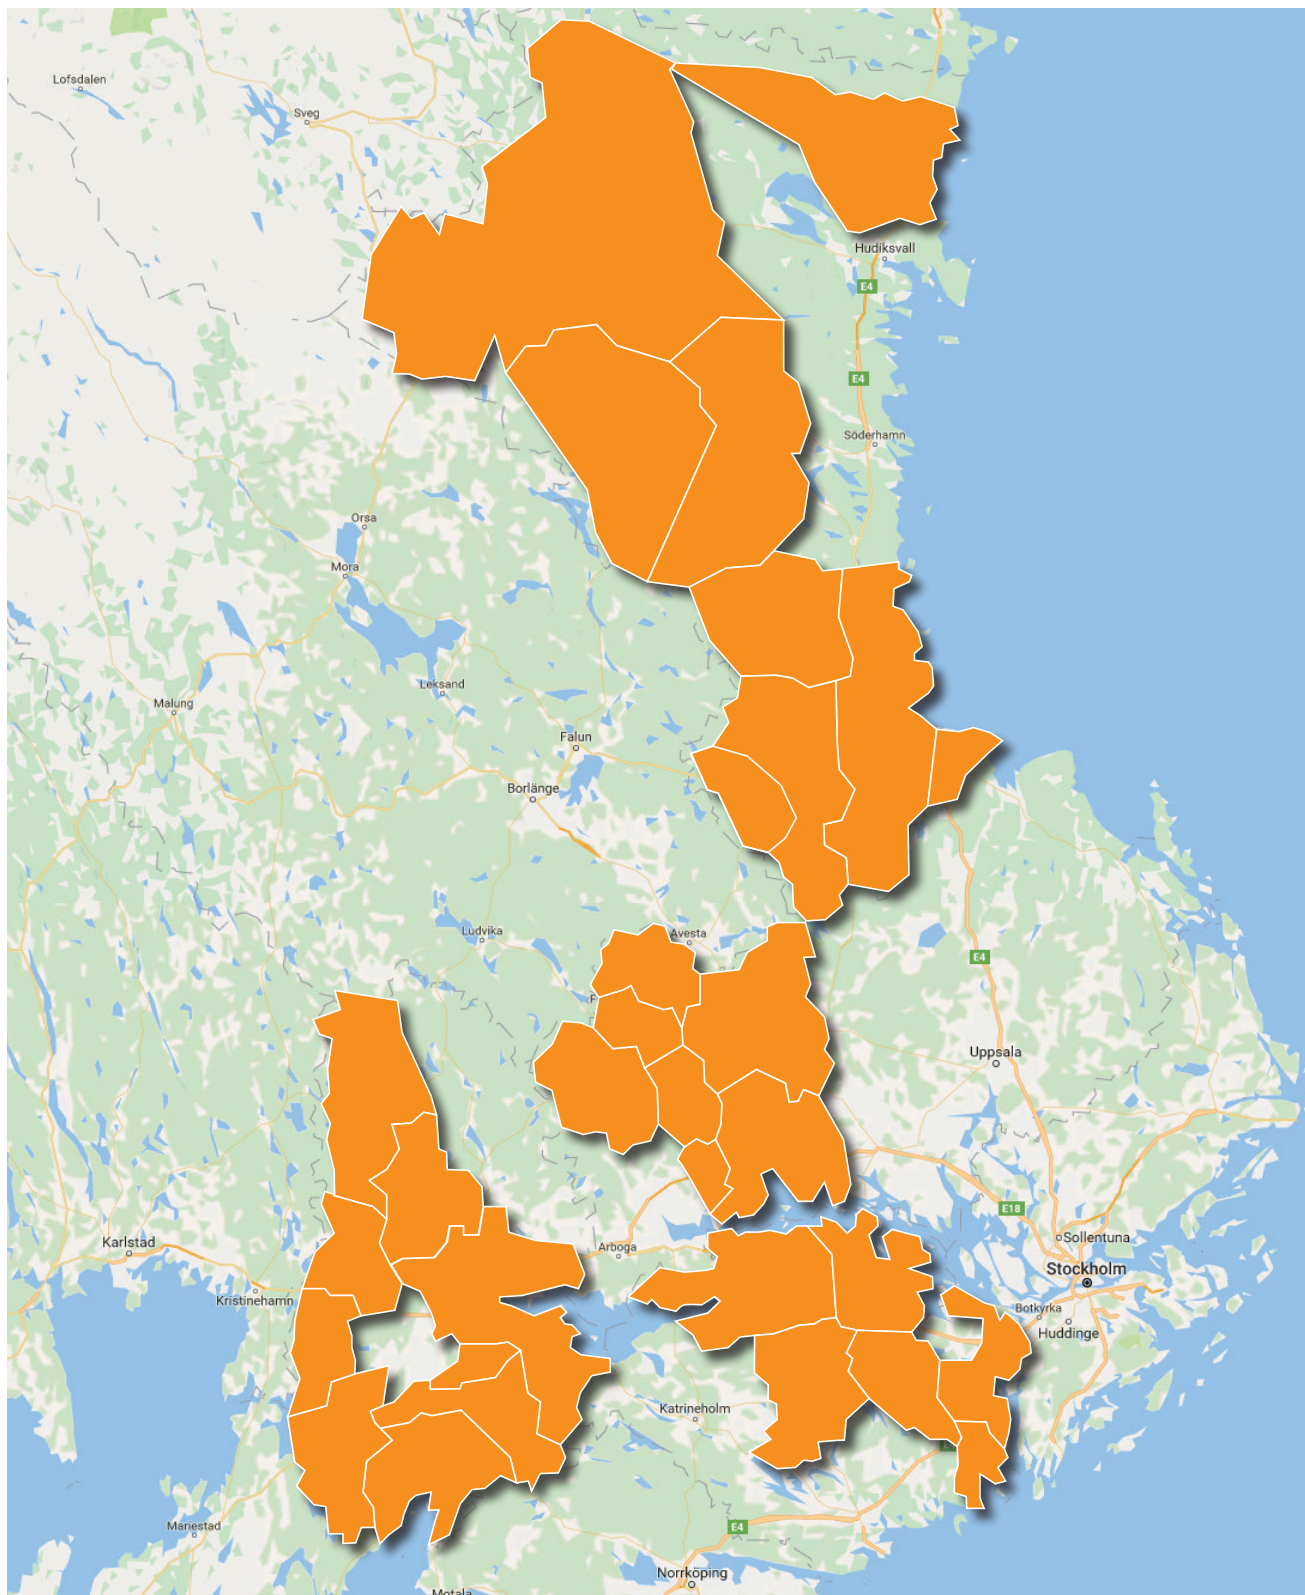 Lofsdalen
Sveg
Hudiksvall
E4
E4
Söderhamn
Orsa
Mora
Leksand
Malung
Falun
Borlänge
Ludvika
Avesta
E4
Uppsala
E18
Karlstad
Arboga
Sollentuna
Stockholm
Kristinehamn
Botkyrka
Huddinge
Katrineholm
Mariestad
E4
Norrköping
Motala